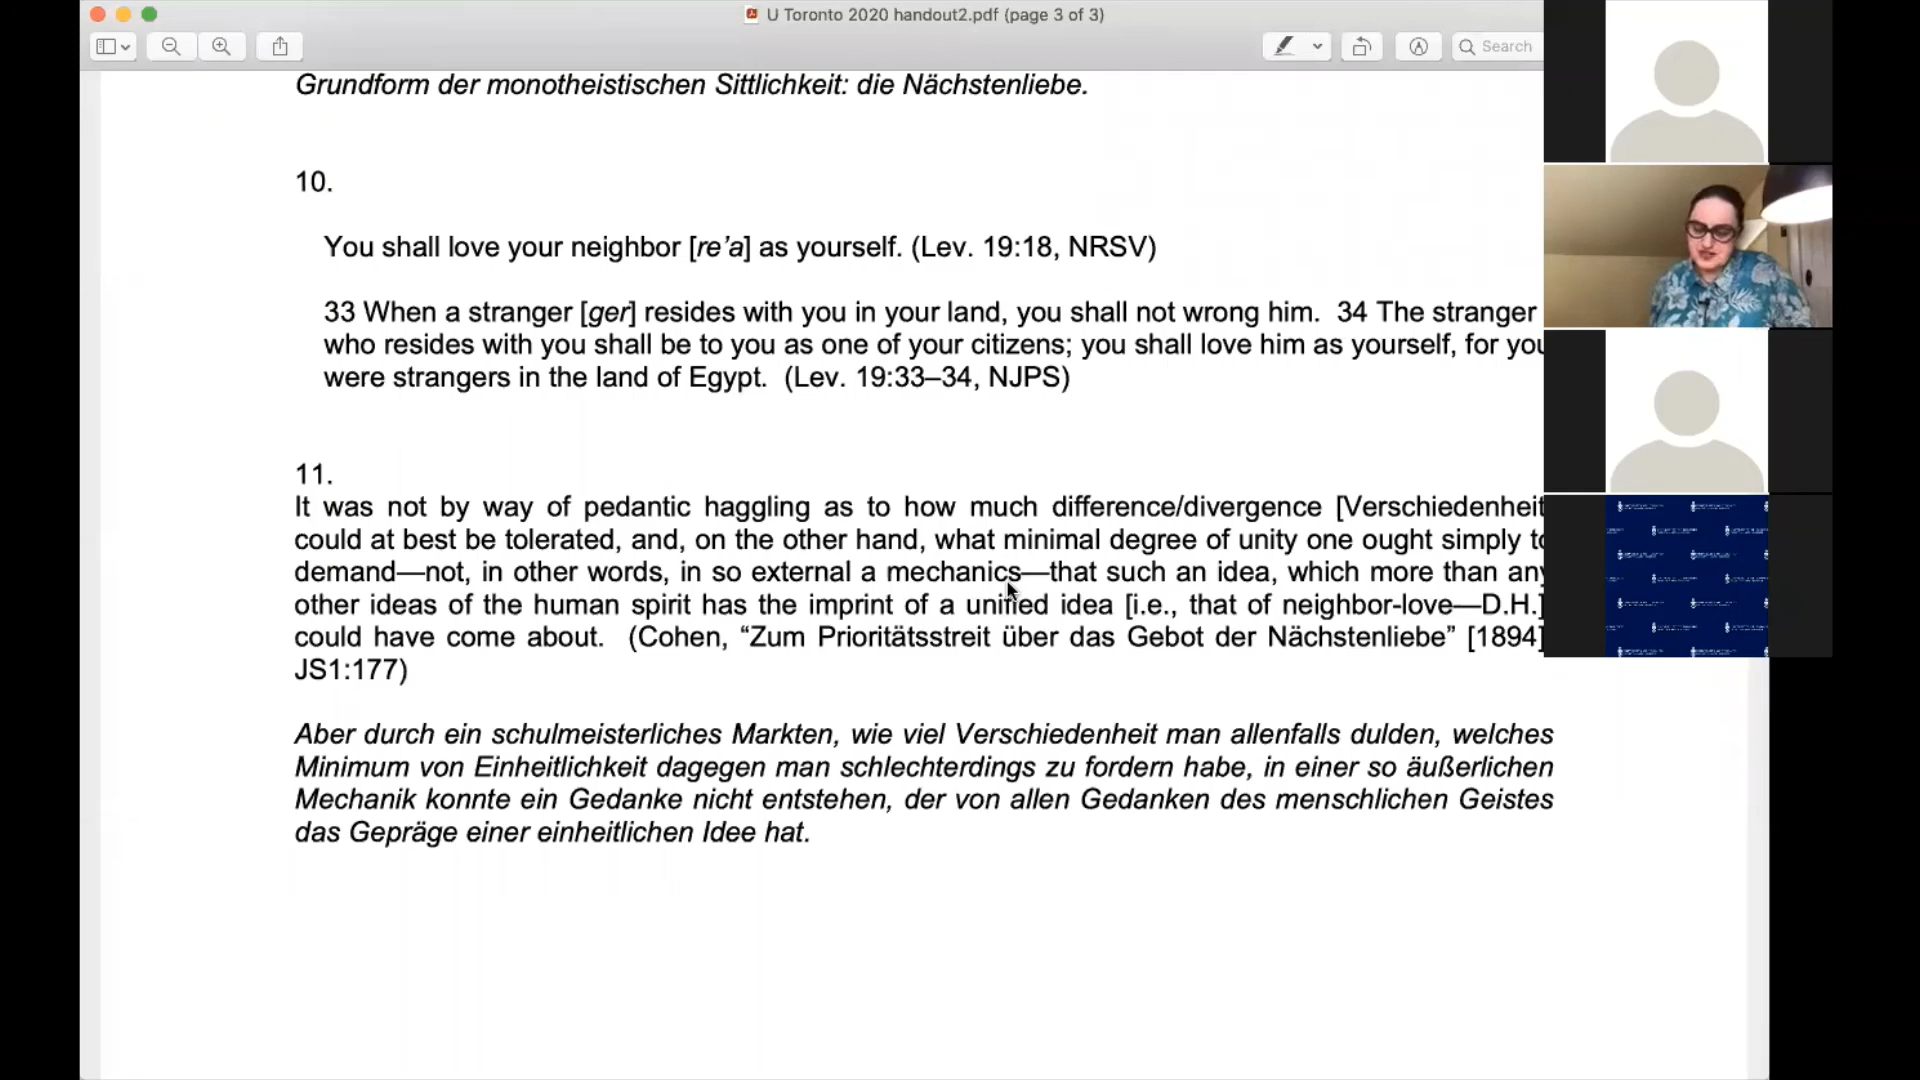 U Toronto 2020 handout2.pdf (page 3 of 3)
Search
Grundform der monotheistischen Sittlichkeit: die Nächstenliebe.
10.
You shall love your neighbor [re’a] as yourself. (Lev. 19:18, NRSV)
33 When a stranger [ger] resides with you in your land, you shall not wrong him. 34 The stranger
who resides with you shall be to you as one of your citizens; you shall love him as yourself, for you
were strangers in the land of Egypt. (Lev. 19:33–34, NJPS)
11.
It was not by way of pedantic haggling as to how much difference/divergence [Verschiedenheit
could at best be tolerated, and, on the other hand, what minimal degree of unity one ought simply to
demand—not, in other words, in so external a mechanics—that such an idea, which more than any
other ideas of the human spirit has the imprint of a unified idea [i.e., that of neighbor-love—D.H.]
could have come about. (Cohen, “Zum Prioritätsstreit über das Gebot der Nächstenliebe” [1894]
JS1:177)
Aber durch ein schulmeisterliches Markten, wie viel Verschiedenheit man allenfalls dulden, welches
Minimum von Einheitlichkeit dagegen man schlechterdings zu fordern habe, in einer so äußerlichen
Mechanik konnte ein Gedanke nicht entstehen, der von allen Gedanken des menschlichen Geistes
das Gepräge einer einheitlichen Idee hat.